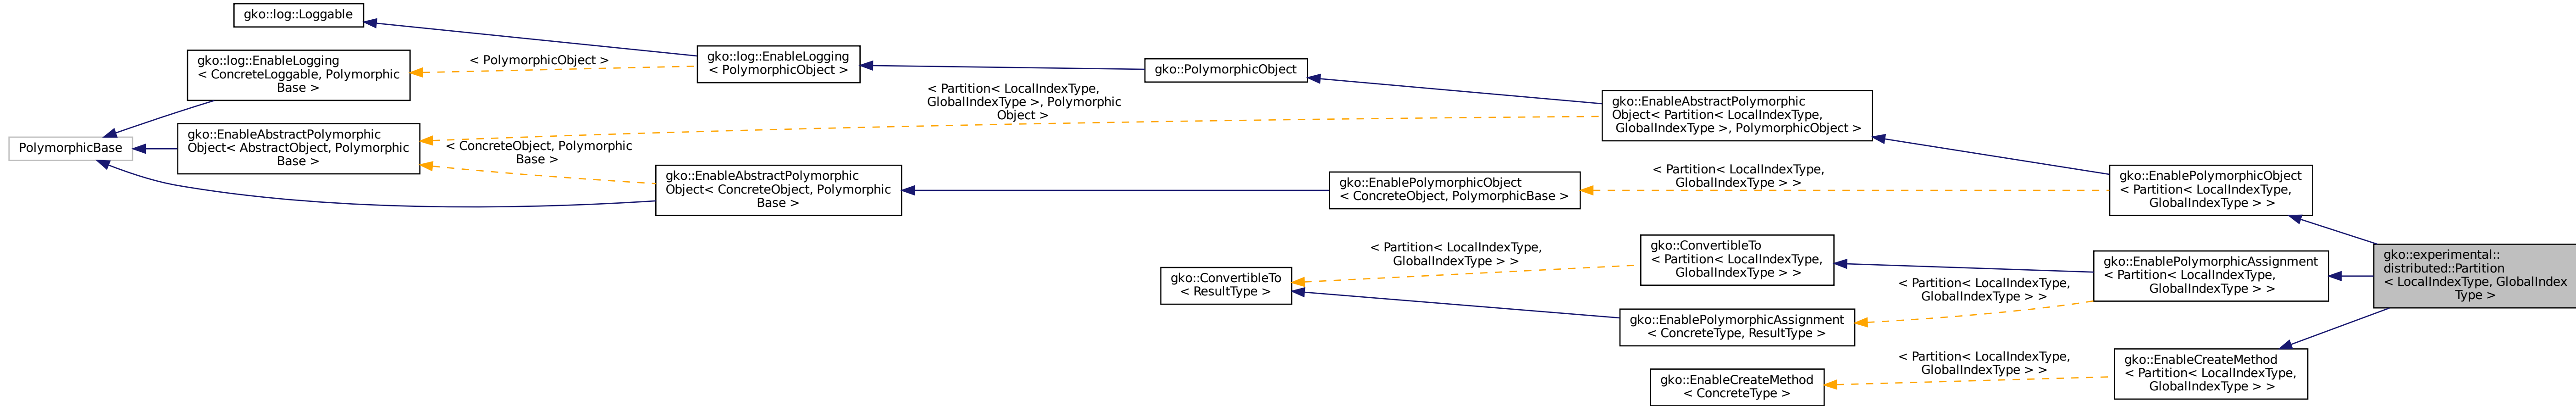 gko::log::Loggable
gko::log::EnableLogging
< ConcreteLoggable, Polymorphic
Base >
< PolymorphicObject >
gko::log::EnableLogging
< PolymorphicObject >
gko::PolymorphicObject
PolymorphicBase
gko::EnableAbstractPolymorphic
Object< AbstractObject, Polymorphic
Base >
< Partition< LocalIndexType,
GlobalIndexType >, Polymorphic
Object >
gko::EnableAbstractPolymorphic
Object< Partition< LocalIndexType,
GlobalIndexType >, PolymorphicObject >
< ConcreteObject, Polymorphic
Base >
gko::EnableAbstractPolymorphic
Object< ConcreteObject, Polymorphic
Base >
gko::EnablePolymorphicObject
< ConcreteObject, PolymorphicBase >
< Partition< LocalIndexType,
GlobalIndexType > >
gko::EnablePolymorphicObject
< Partition< LocalIndexType,
GlobalIndexType > >
gko::ConvertibleTo
< ResultType >
< Partition< LocalIndexType,
GlobalIndexType > >
gko::ConvertibleTo
< Partition< LocalIndexType,
GlobalIndexType > >
gko::EnablePolymorphicAssignment
< Partition< LocalIndexType,
GlobalIndexType > >
gko::experimental::
distributed::Partition
< LocalIndexType, GlobalIndex
Type >
< Partition< LocalIndexType,
GlobalIndexType > >
gko::EnablePolymorphicAssignment
< ConcreteType, ResultType >
gko::EnableCreateMethod
< ConcreteType >
< Partition< LocalIndexType,
GlobalIndexType > >
gko::EnableCreateMethod
< Partition< LocalIndexType,
GlobalIndexType > >